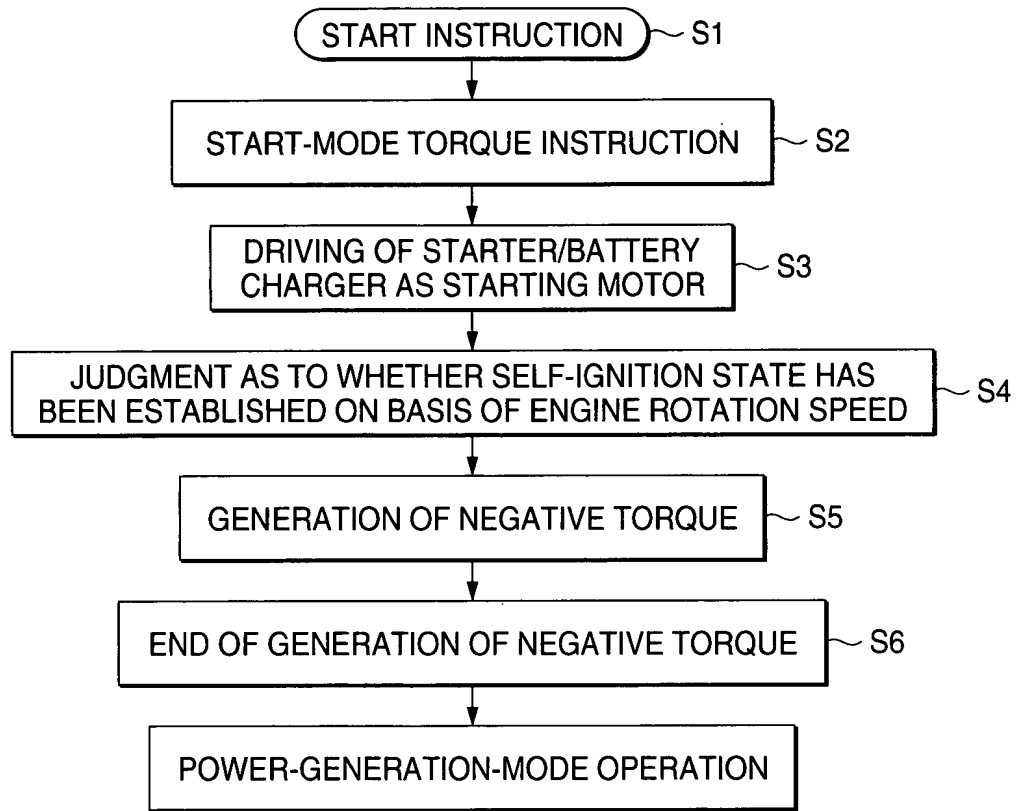 START INSTRUCTION S1
START-MODE TORQUE INSTRUCTION S2
DRIVING OF STARTER/BATTERY
CHARGER AS STARTING MOTOR S3
JUDGMENT AS TO WHETHER SELF-IGNITION STATE HAS
BEEN ESTABLISHED ON BASIS OF ENGINE ROTATION SPEED S4
GENERATION OF NEGATIVE TORQUE S5
END OF GENERATION OF NEGATIVE TORQUE S6
POWER-GENERATION-MODE OPERATION